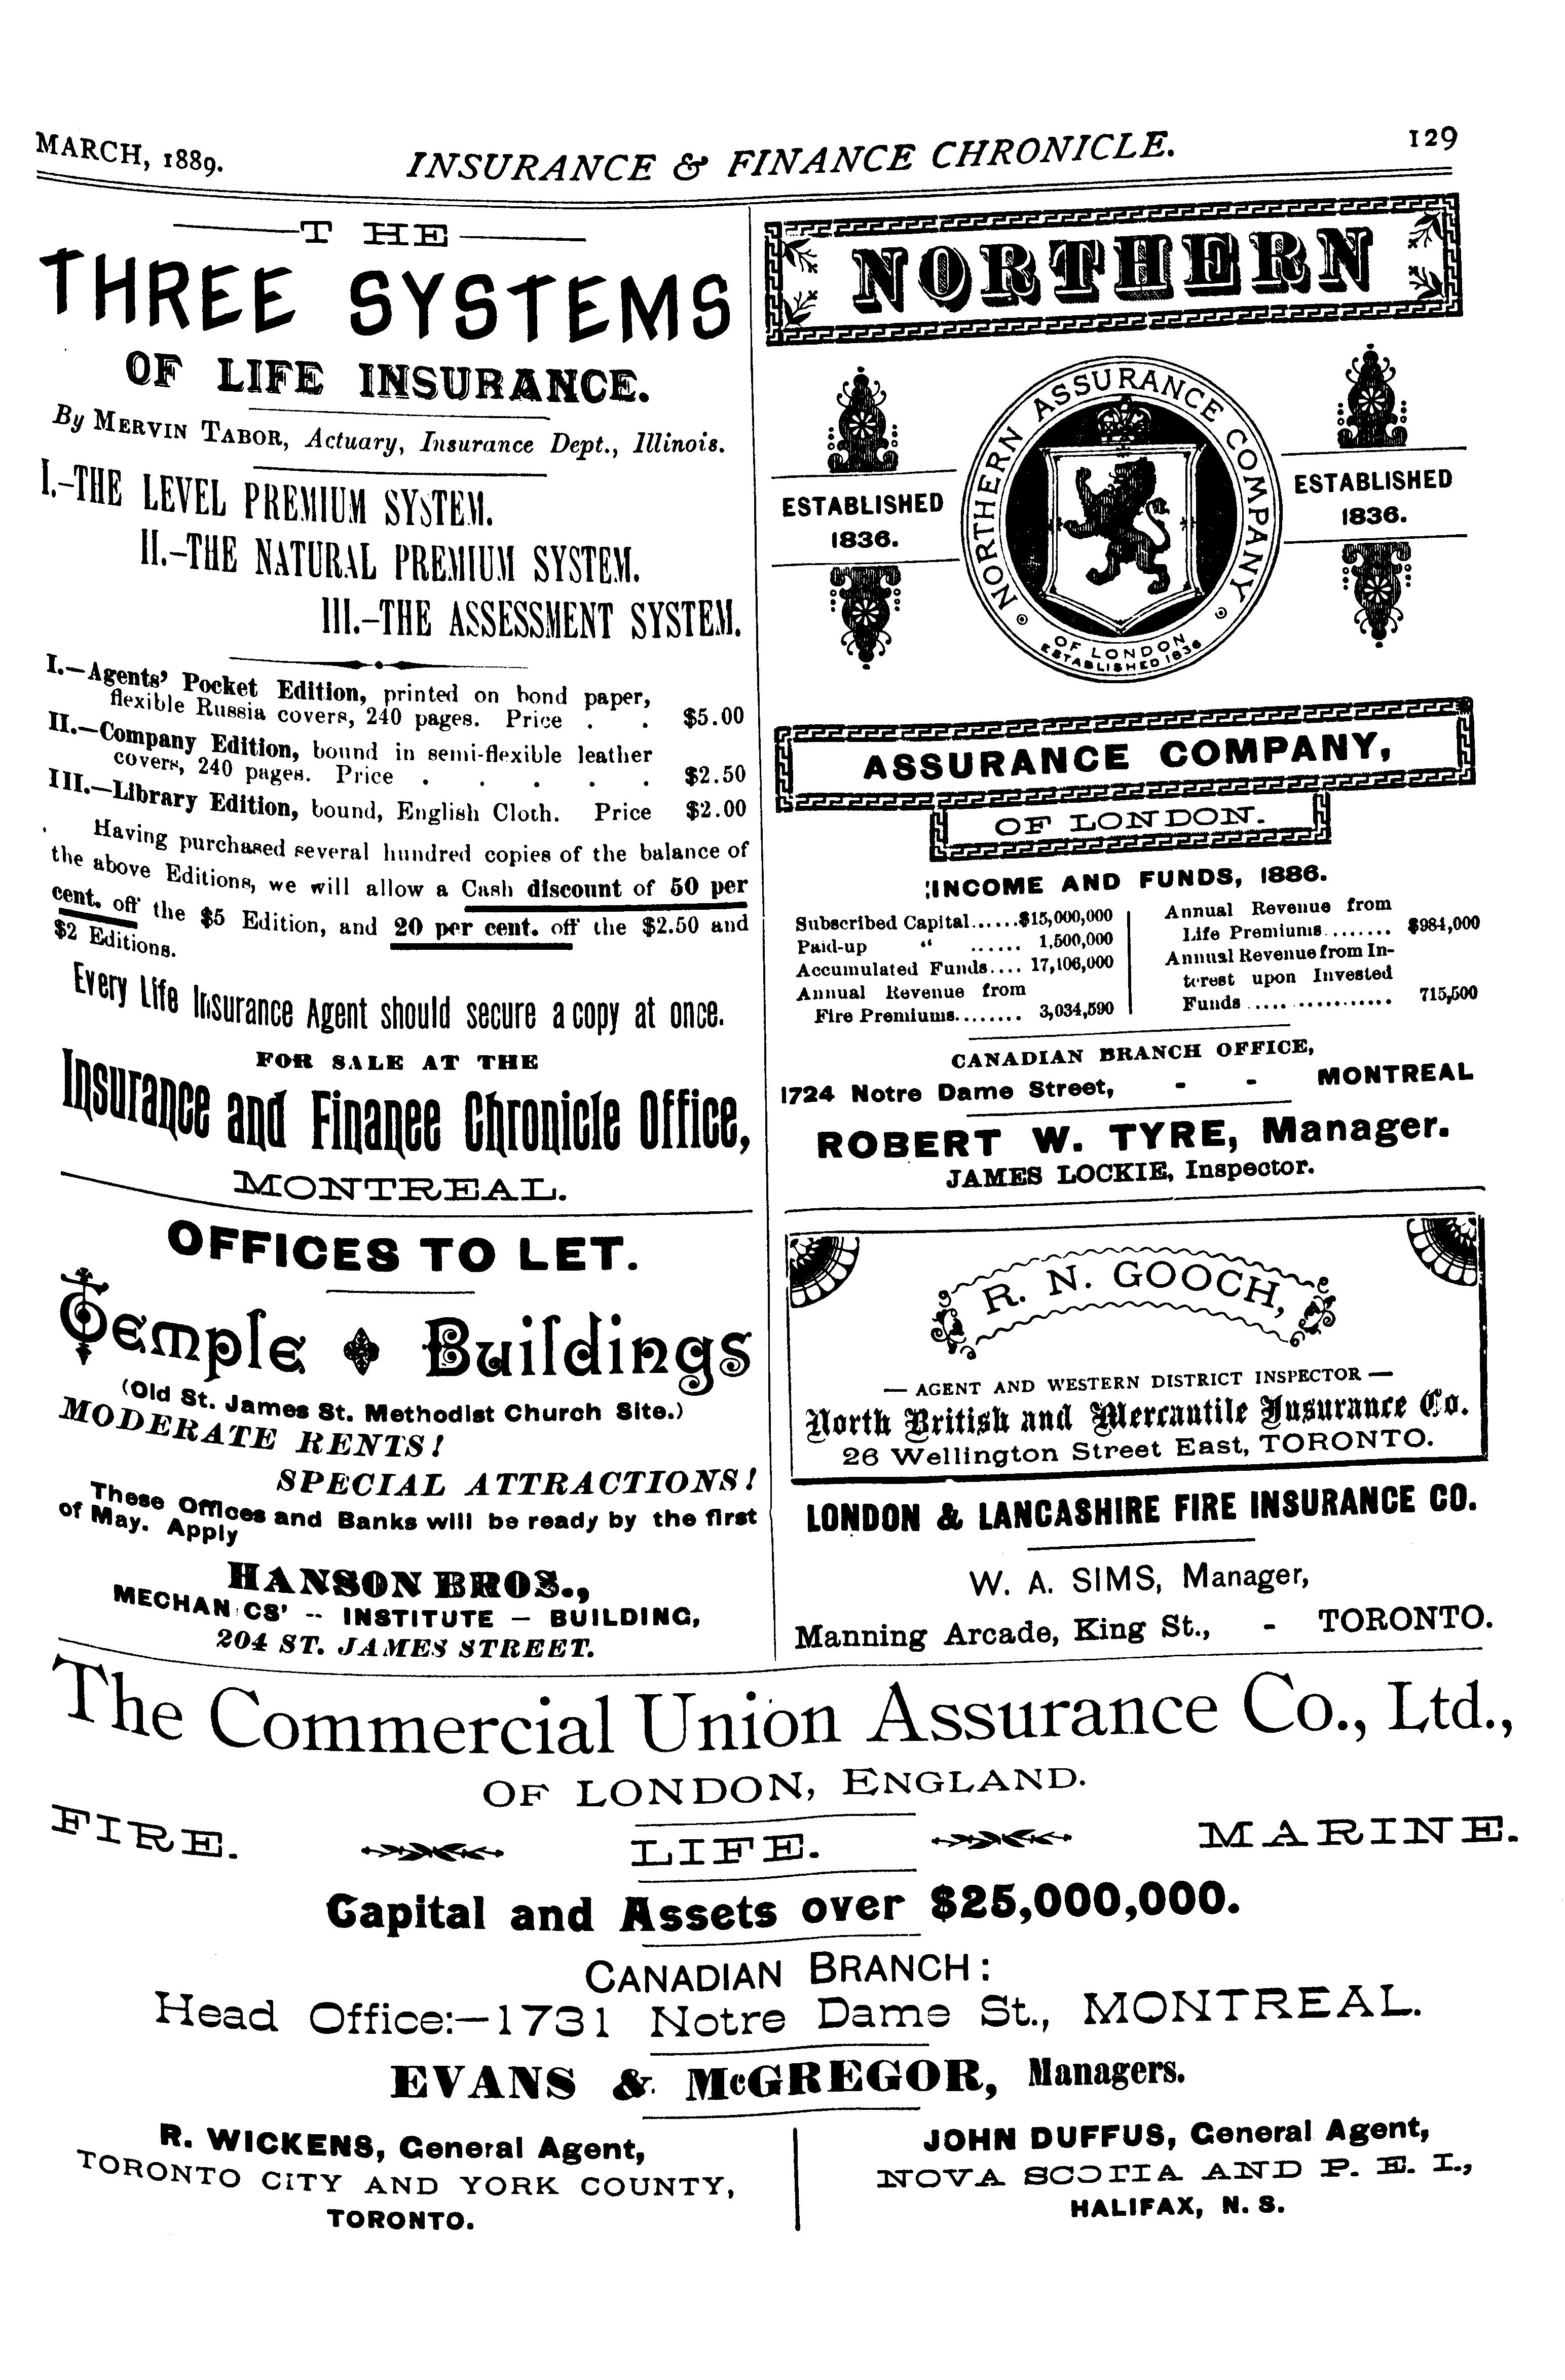 MARCH, 1889.
INSURANCE & FINANCE CHRONICLE.
129
THE
THREE SYSTEMS
OF LIFE INSURANCE.
By MERVIN TABOR, Actuary, Insurance Dept., Illinois.
I.-THE LEVEL PREMIUM SYSTEM.
II.-THE NATURAL PREMIUM SYSTEM.
III.-THE ASSESSMENT SYSTEM.
I.—Agents' Pocket Edition, printed on bond paper,
flexible Russia covers, 240 pages. Price . . $5.00
II.—Company Edition, bound in semi-flexible leather
covers, 240 pages. Price . . . . . $2.50
III.—Library Edition, bound, English Cloth. Price $2.00
Having purchased several hundred copies of the balance of
the above Editions, we will allow a Cash discount of 50 per
cent. off the $5 Edition, and 20 per cent. off the $2.50 and
$2 Editions.
Every Life Insurance Agent should secure a copy at once.
FOR SALE AT THE
Insurance and Finance Chronicle Office,
MONTREAL.
OFFICES TO LET.
Temple Buildings
(Old St. James St. Methodist Church Site.)
MODERATE RENTS!
SPECIAL ATTRACTIONS!
These Offices and Banks will be ready by the first
of May. Apply
HANSON BROS.,
MECHANICS' -- INSTITUTE — BUILDING,
204 ST. JAMES STREET.
NORTHERN
NORTHERN ASSURANCE COMPANY
OF LONDON
ESTABLISHED 1836
ESTABLISHED
1836.
ESTABLISHED
1836.
ASSURANCE COMPANY,
OF LONDON.
INCOME AND FUNDS, 1886.
Subscribed Capital......$15,000,000
Paid-up " ...... 1,500,000
Accumulated Funds.... 17,106,000
Annual Revenue from
Fire Premiums........ 3,034,590
Annual Revenue from
Life Premiums........ $984,000
Annual Revenue from In-
terest upon Invested
Funds................ 715,500
CANADIAN BRANCH OFFICE,
1724 Notre Dame Street, - - MONTREAL
ROBERT W. TYRE, Manager.
JAMES LOCKIE, Inspector.
R. N. GOOCH,
— AGENT AND WESTERN DISTRICT INSPECTOR —
North British and Mercantile Insurance Co.
26 Wellington Street East, TORONTO.
LONDON & LANCASHIRE FIRE INSURANCE CO.
W. A. SIMS, Manager,
Manning Arcade, King St., - TORONTO.
The Commercial Union Assurance Co., Ltd.,
OF LONDON, ENGLAND.
FIRE. LIFE. MARINE.
Capital and Assets over $25,000,000.
CANADIAN BRANCH:
Head Office:—1731 Notre Dame St., MONTREAL.
EVANS & McGREGOR, Managers.
R. WICKENS, General Agent,
TORONTO CITY AND YORK COUNTY,
TORONTO.
JOHN DUFFUS, General Agent,
NOVA SCOTIA AND P. E. I.,
HALIFAX, N. S.